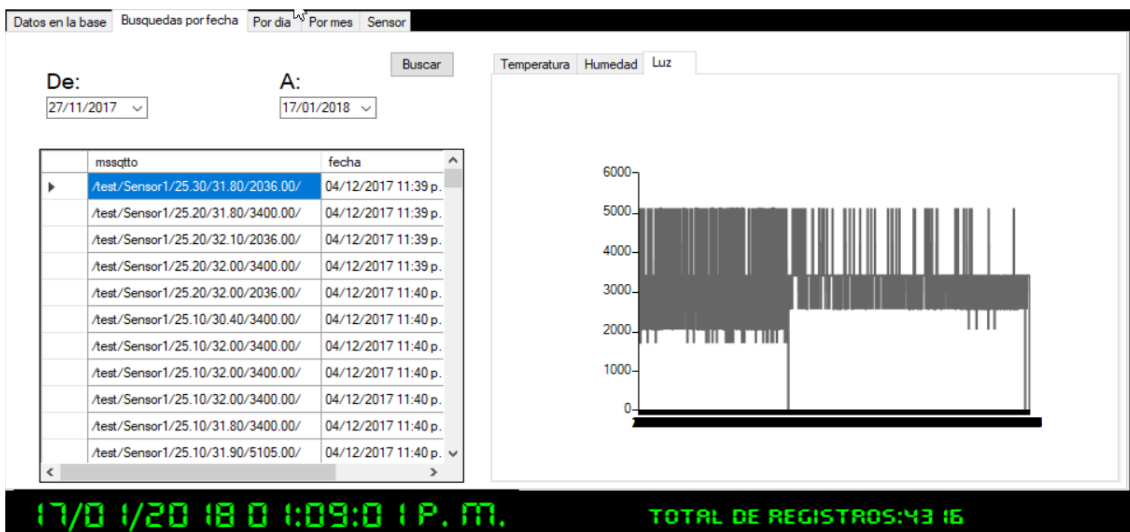 Datos en la base Busquedas por fecha Por dia Por mes Sensor
Buscar
De: A:
27/11/2017 17/01/2018
mssqtto fecha
/test/Sensor1/25.30/31.80/2036.00/ 04/12/2017 11:39 p.
/test/Sensor1/25.20/31.80/3400.00/ 04/12/2017 11:39 p.
/test/Sensor1/25.20/32.10/2036.00/ 04/12/2017 11:39 p.
/test/Sensor1/25.20/32.00/3400.00/ 04/12/2017 11:39 p.
/test/Sensor1/25.20/32.00/2036.00/ 04/12/2017 11:40 p.
/test/Sensor1/25.10/30.40/3400.00/ 04/12/2017 11:40 p.
/test/Sensor1/25.10/32.00/3400.00/ 04/12/2017 11:40 p.
/test/Sensor1/25.10/32.00/3400.00/ 04/12/2017 11:40 p.
/test/Sensor1/25.10/32.00/3400.00/ 04/12/2017 11:40 p.
/test/Sensor1/25.10/31.80/3400.00/ 04/12/2017 11:40 p.
/test/Sensor1/25.10/31.90/5105.00/ 04/12/2017 11:40 p.
Temperatura Humedad Luz
6000
5000
4000
3000
2000
1000
0
17/01/2018 01:09:01 P. M.
TOTAL DE REGISTROS:4316